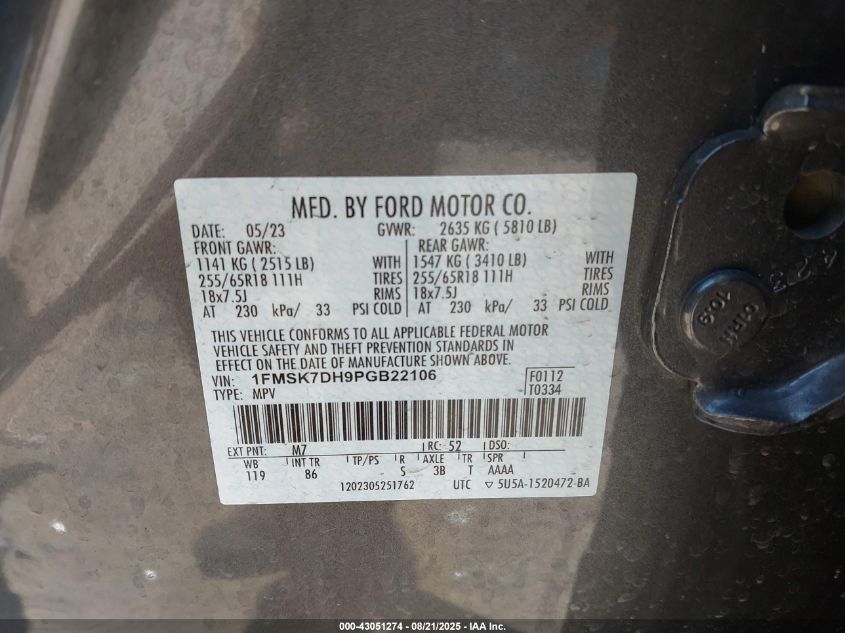 MFD. BY FORD MOTOR CO.
DATE: 05/23 GVWR: 2635 KG ( 5810 LB)
FRONT GAWR: REAR GAWR:
1141 KG ( 2515 LB) WITH 1547 KG ( 3410 LB) WITH
255/65R18 111H TIRES 255/65R18 111H TIRES
18x7.5J RIMS 18x7.5J RIMS
AT 230 kPa/ 33 PSI COLD AT 230 kPa/ 33 PSI COLD
THIS VEHICLE CONFORMS TO ALL APPLICABLE FEDERAL MOTOR
VEHICLE SAFETY AND THEFT PREVENTION STANDARDS IN
EFFECT ON THE DATE OF MANUFACTURE SHOWN ABOVE.
VIN: 1FMSK7DH9PGB22106 F0112
TYPE: MPV T0334
EXT PNT: M7 RC: 52 DSO:
WB INT TR TP/PS R AXLE TR SPR
119 86 S 3B T AAAA
1202305251762 UTC ▽ 5U5A-1520472-BA
000-43051274 - 08/21/2025 - IAA Inc.